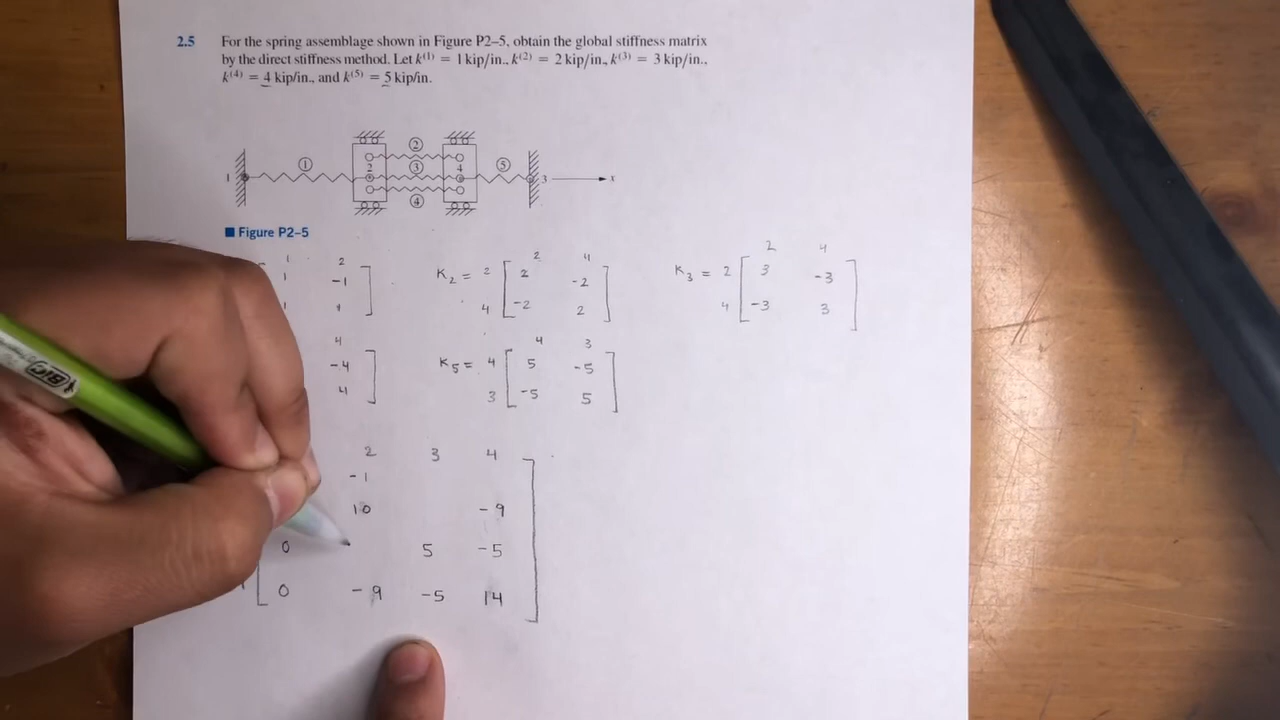 2.5 For the spring assemblage shown in Figure P2–5, obtain the global stiffness matrix
by the direct stiffness method. Let k(1) = 1 kip/in., k(2) = 2 kip/in., k(3) = 3 kip/in.,
k(4) = 4 kip/in., and k(5) = 5 kip/in.
2
1 2 3 4 5
1 3 x
4
■ Figure P2–5
1 2
1 -1
1 1
K2 = 2 4
2 2 -2
4 -2 2
K3 = 2 4
2 3 -3
4 -3 3
4
-4
4
K5 = 4 3
4 5 -5
3 -5 5
2 3 4
-1
10 -9
0 5 -5
0 -9 -5 14
BIC